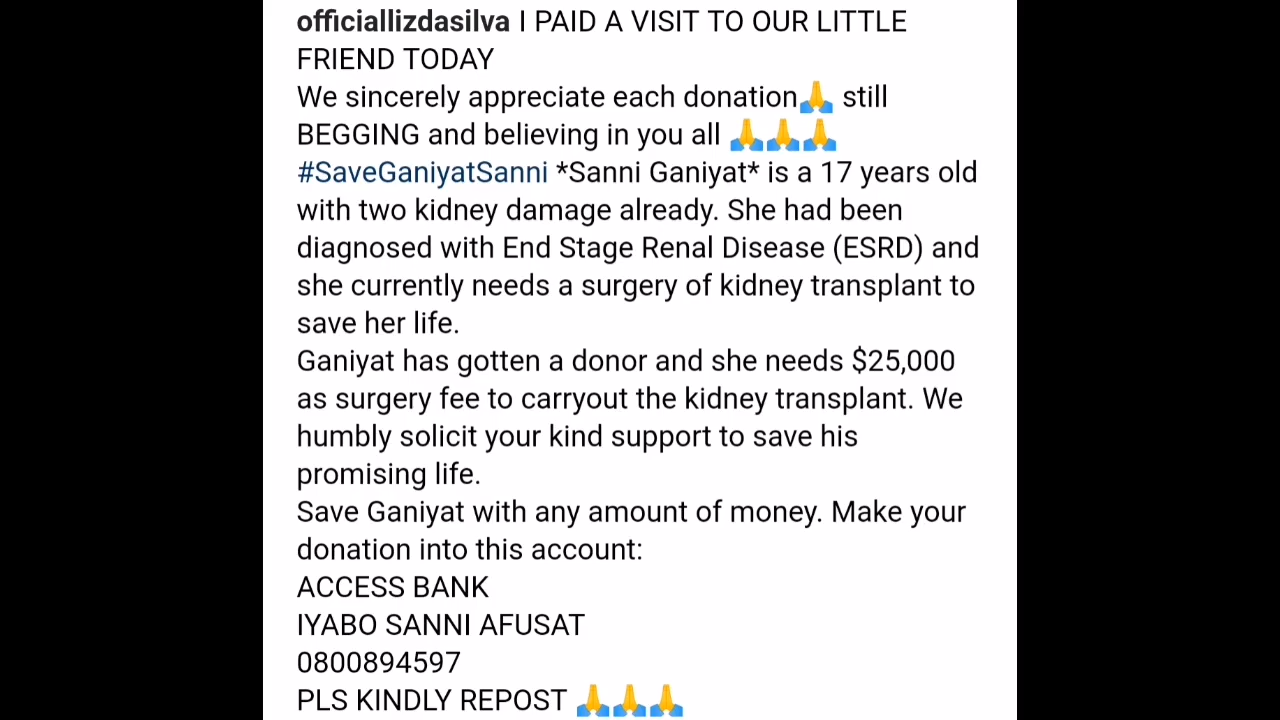 officiallizdasilva I PAID A VISIT TO OUR LITTLE
FRIEND TODAY
We sincerely appreciate each donation🙏 still
BEGGING and believing in you all 🙏🙏🙏
#SaveGaniyatSanni *Sanni Ganiyat* is a 17 years old
with two kidney damage already. She had been
diagnosed with End Stage Renal Disease (ESRD) and
she currently needs a surgery of kidney transplant to
save her life.
Ganiyat has gotten a donor and she needs $25,000
as surgery fee to carryout the kidney transplant. We
humbly solicit your kind support to save his
promising life.
Save Ganiyat with any amount of money. Make your
donation into this account:
ACCESS BANK
IYABO SANNI AFUSAT
0800894597
PLS KINDLY REPOST 🙏🙏🙏